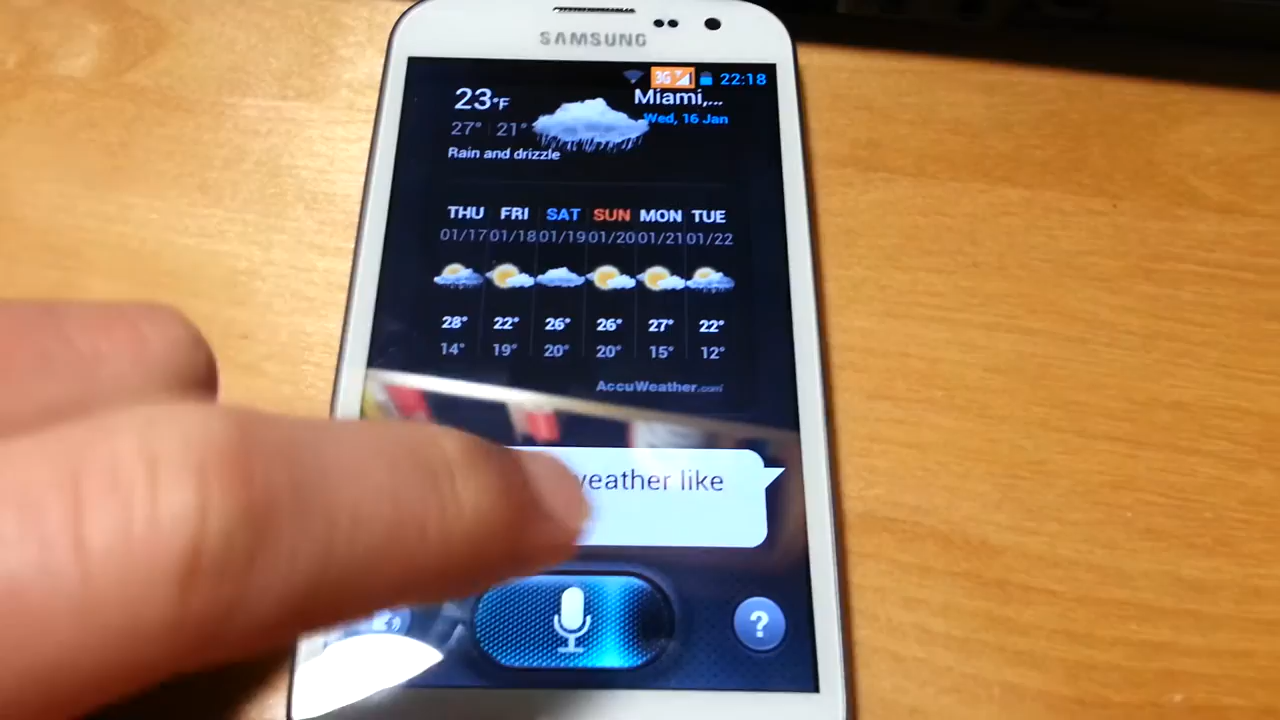 SAMSUNG
3G 22:18
23°F Miami,...
27° 21° Wed, 16 Jan
Rain and drizzle
THU FRI SAT SUN MON TUE
01/17 01/18 01/19 01/20 01/21 01/22
28° 22° 26° 26° 27° 22°
14° 19° 20° 20° 15° 12°
AccuWeather.com
weather like
?